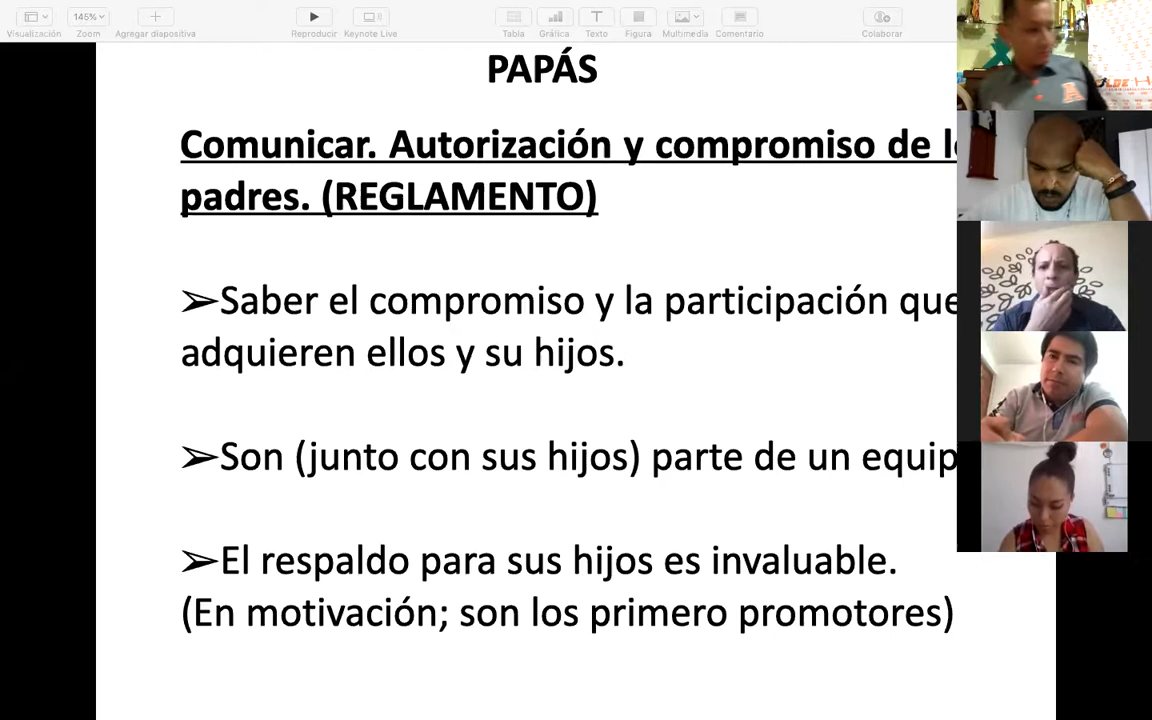 145%
Visualización
Zoom
Agregar diapositiva
Reproducir
Keynote Live
Tabla
Gráfica
Texto
Figura
Multimedia
Comentario
Colaborar
PAPÁS
Comunicar. Autorización y compromiso de
padres. (REGLAMENTO)
➢Saber el compromiso y la participación que
adquieren ellos y su hijos.
➢Son (junto con sus hijos) parte de un
➢El respaldo para sus hijos es invaluable.
(En motivación; son los primero promotores)